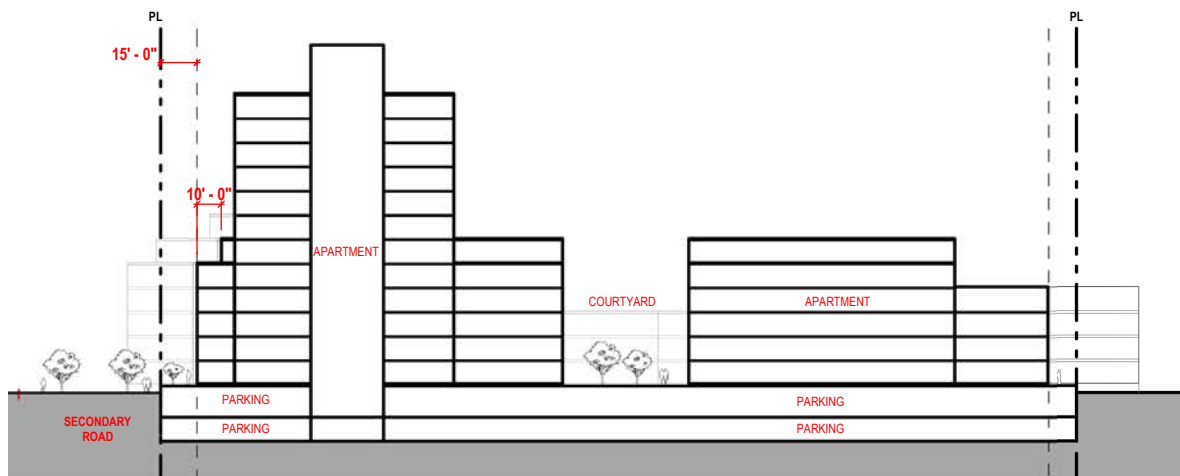 PL
PL
15' - 0"
10' - 0"
APARTMENT
COURTYARD
APARTMENT
PARKING
PARKING
SECONDARY
ROAD
PARKING
PARKING